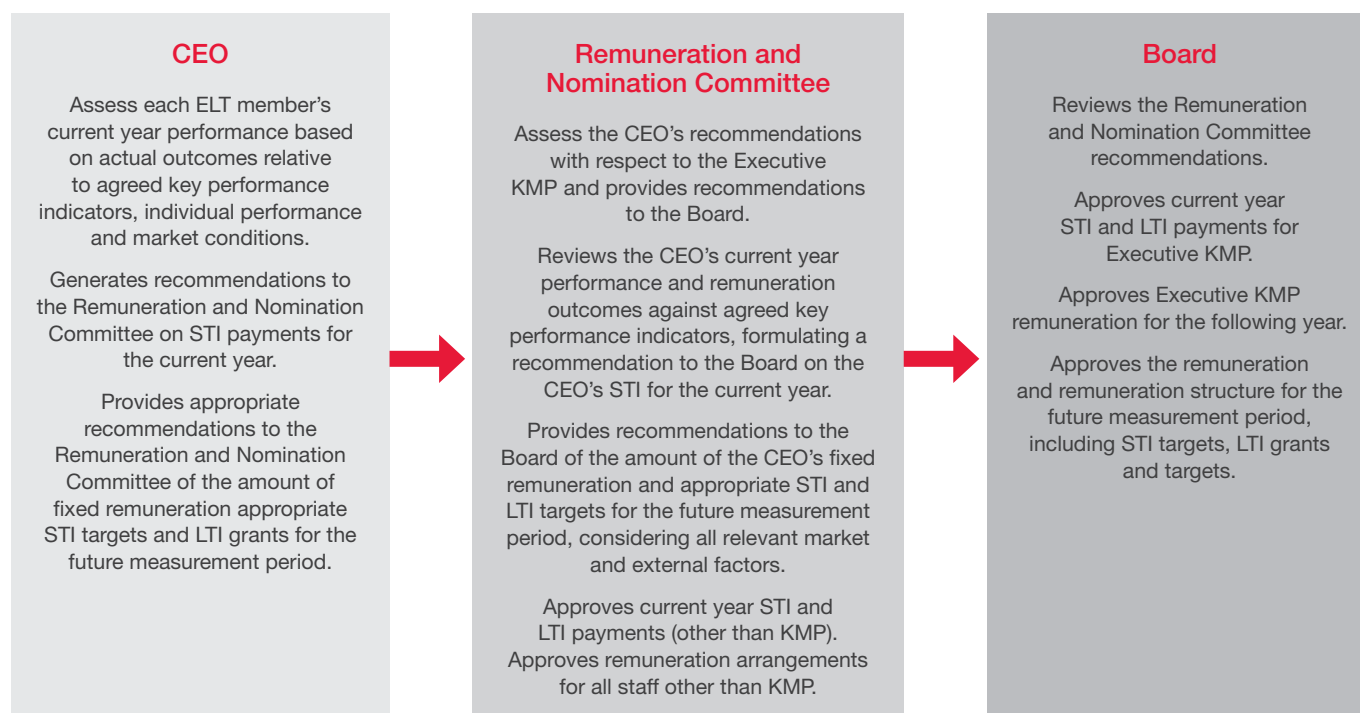 CEO
Assess each ELT member's
current year performance based
on actual outcomes relative
to agreed key performance
indicators, individual performance
and market conditions.
Generates recommendations to
the Remuneration and Nomination
Committee on STI payments for
the current year.
Provides appropriate
recommendations to the
Remuneration and Nomination
Committee of the amount of
fixed remuneration appropriate
STI targets and LTI grants for the
future measurement period.
Remuneration and
Nomination Committee
Assess the CEO's recommendations
with respect to the Executive
KMP and provides recommendations
to the Board.
Reviews the CEO's current year
performance and remuneration
outcomes against agreed key
performance indicators, formulating a
recommendation to the Board on the
CEO's STI for the current year.
Provides recommendations to the
Board of the amount of the CEO's fixed
remuneration and appropriate STI and
LTI targets for the future measurement
period, considering all relevant market
and external factors.
Approves current year STI and
LTI payments (other than KMP).
Approves remuneration arrangements
for all staff other than KMP.
Board
Reviews the Remuneration
and Nomination Committee
recommendations.
Approves current year
STI and LTI payments for
Executive KMP.
Approves Executive KMP
remuneration for the following year.
Approves the remuneration
and remuneration structure for the
future measurement period,
including STI targets, LTI grants
and targets.